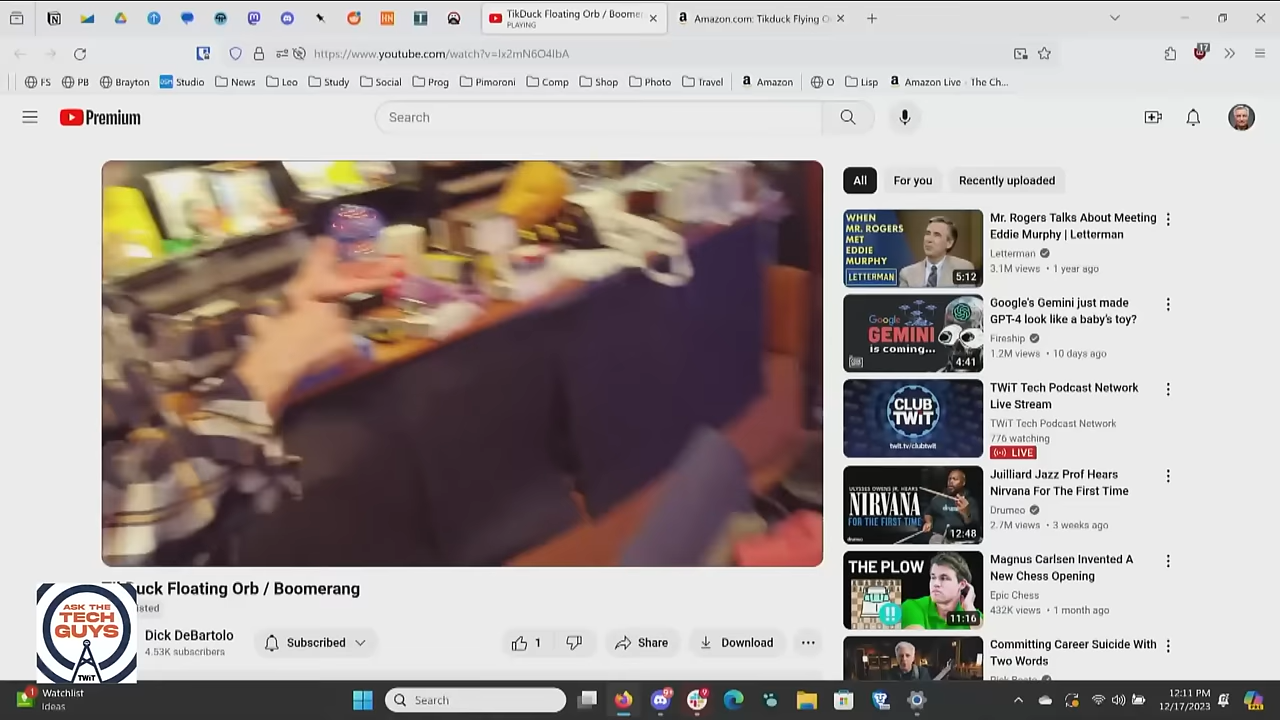 TikDuck Floating Orb / Boomer
PLAYING
Amazon.com: Tikduck Flying O
https://www.youtube.com/watch?v=lx2mN6O4lbA
FS
PB
Brayton
Studio
News
Leo
Study
Social
Prog
Pimoroni
Comp
Shop
Photo
Travel
Amazon
O
Lisp
Amazon Live - The Ch...
Premium
Search
All
For you
Recently uploaded
WHEN
MR. ROGERS
MET
EDDIE
MURPHY
LETTERMAN
5:12
Mr. Rogers Talks About Meeting
Eddie Murphy | Letterman
Letterman
3.1M views • 1 year ago
Google
GEMINI
is coming...
4:41
Google's Gemini just made
GPT-4 look like a baby's toy?
Fireship
1.2M views • 10 days ago
CLUB
TWiT
twit.tv/clubtwit
TWiT Tech Podcast Network
Live Stream
TWiT Tech Podcast Network
776 watching
LIVE
ULYSSES OWENS JR. HEARS
NIRVANA
FOR THE FIRST TIME
drumeo
12:48
Juilliard Jazz Prof Hears
Nirvana For The First Time
Drumeo
2.7M views • 3 weeks ago
THE PLOW
!!
11:16
Magnus Carlsen Invented A
New Chess Opening
Epic Chess
432K views • 1 month ago
Committing Career Suicide With
Two Words
TikDuck Floating Orb / Boomerang
sted
Dick DeBartolo
4.53K subscribers
Subscribed
1
Share
Download
ASK THE
TECH
GUYS
TWiT
Watchlist
Ideas
Search
12:11 PM
12/17/2023